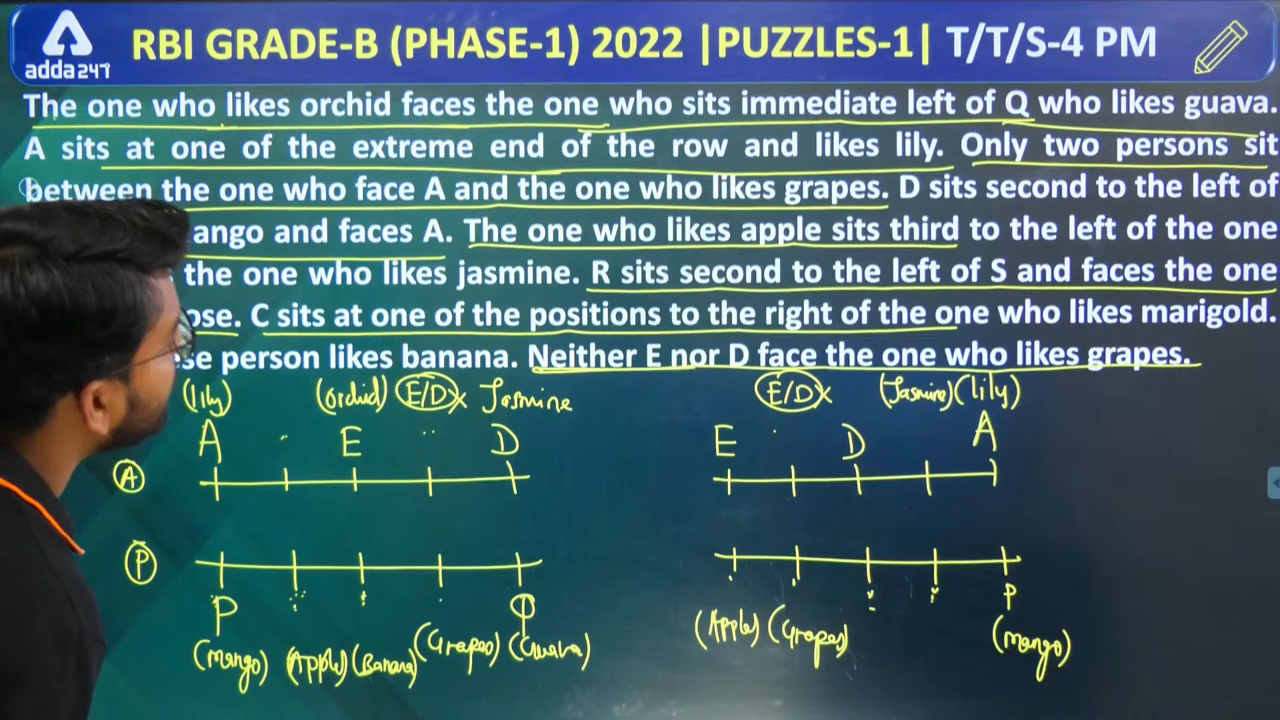 adda247
RBI GRADE-B (PHASE-1) 2022 |PUZZLES-1| T/T/S-4 PM
The one who likes orchid faces the one who sits immediate left of Q who likes guava.
A sits at one of the extreme end of the row and likes lily. Only two persons sit
between the one who face A and the one who likes grapes. D sits second to the left of
ango and faces A. The one who likes apple sits third to the left of the one
the one who likes jasmine. R sits second to the left of S and faces the one
ose. C sits at one of the positions to the right of the one who likes marigold.
se person likes banana. Neither E nor D face the one who likes grapes.
(lily) (orchid) E/D x Jasmine E/D x (Jasmine) (lily)
A E D E D A
A
P
P Q P
(Mango) (Apple) (Banana) (Grapes) (Guava) (Apple) (Grapes) (Mango)